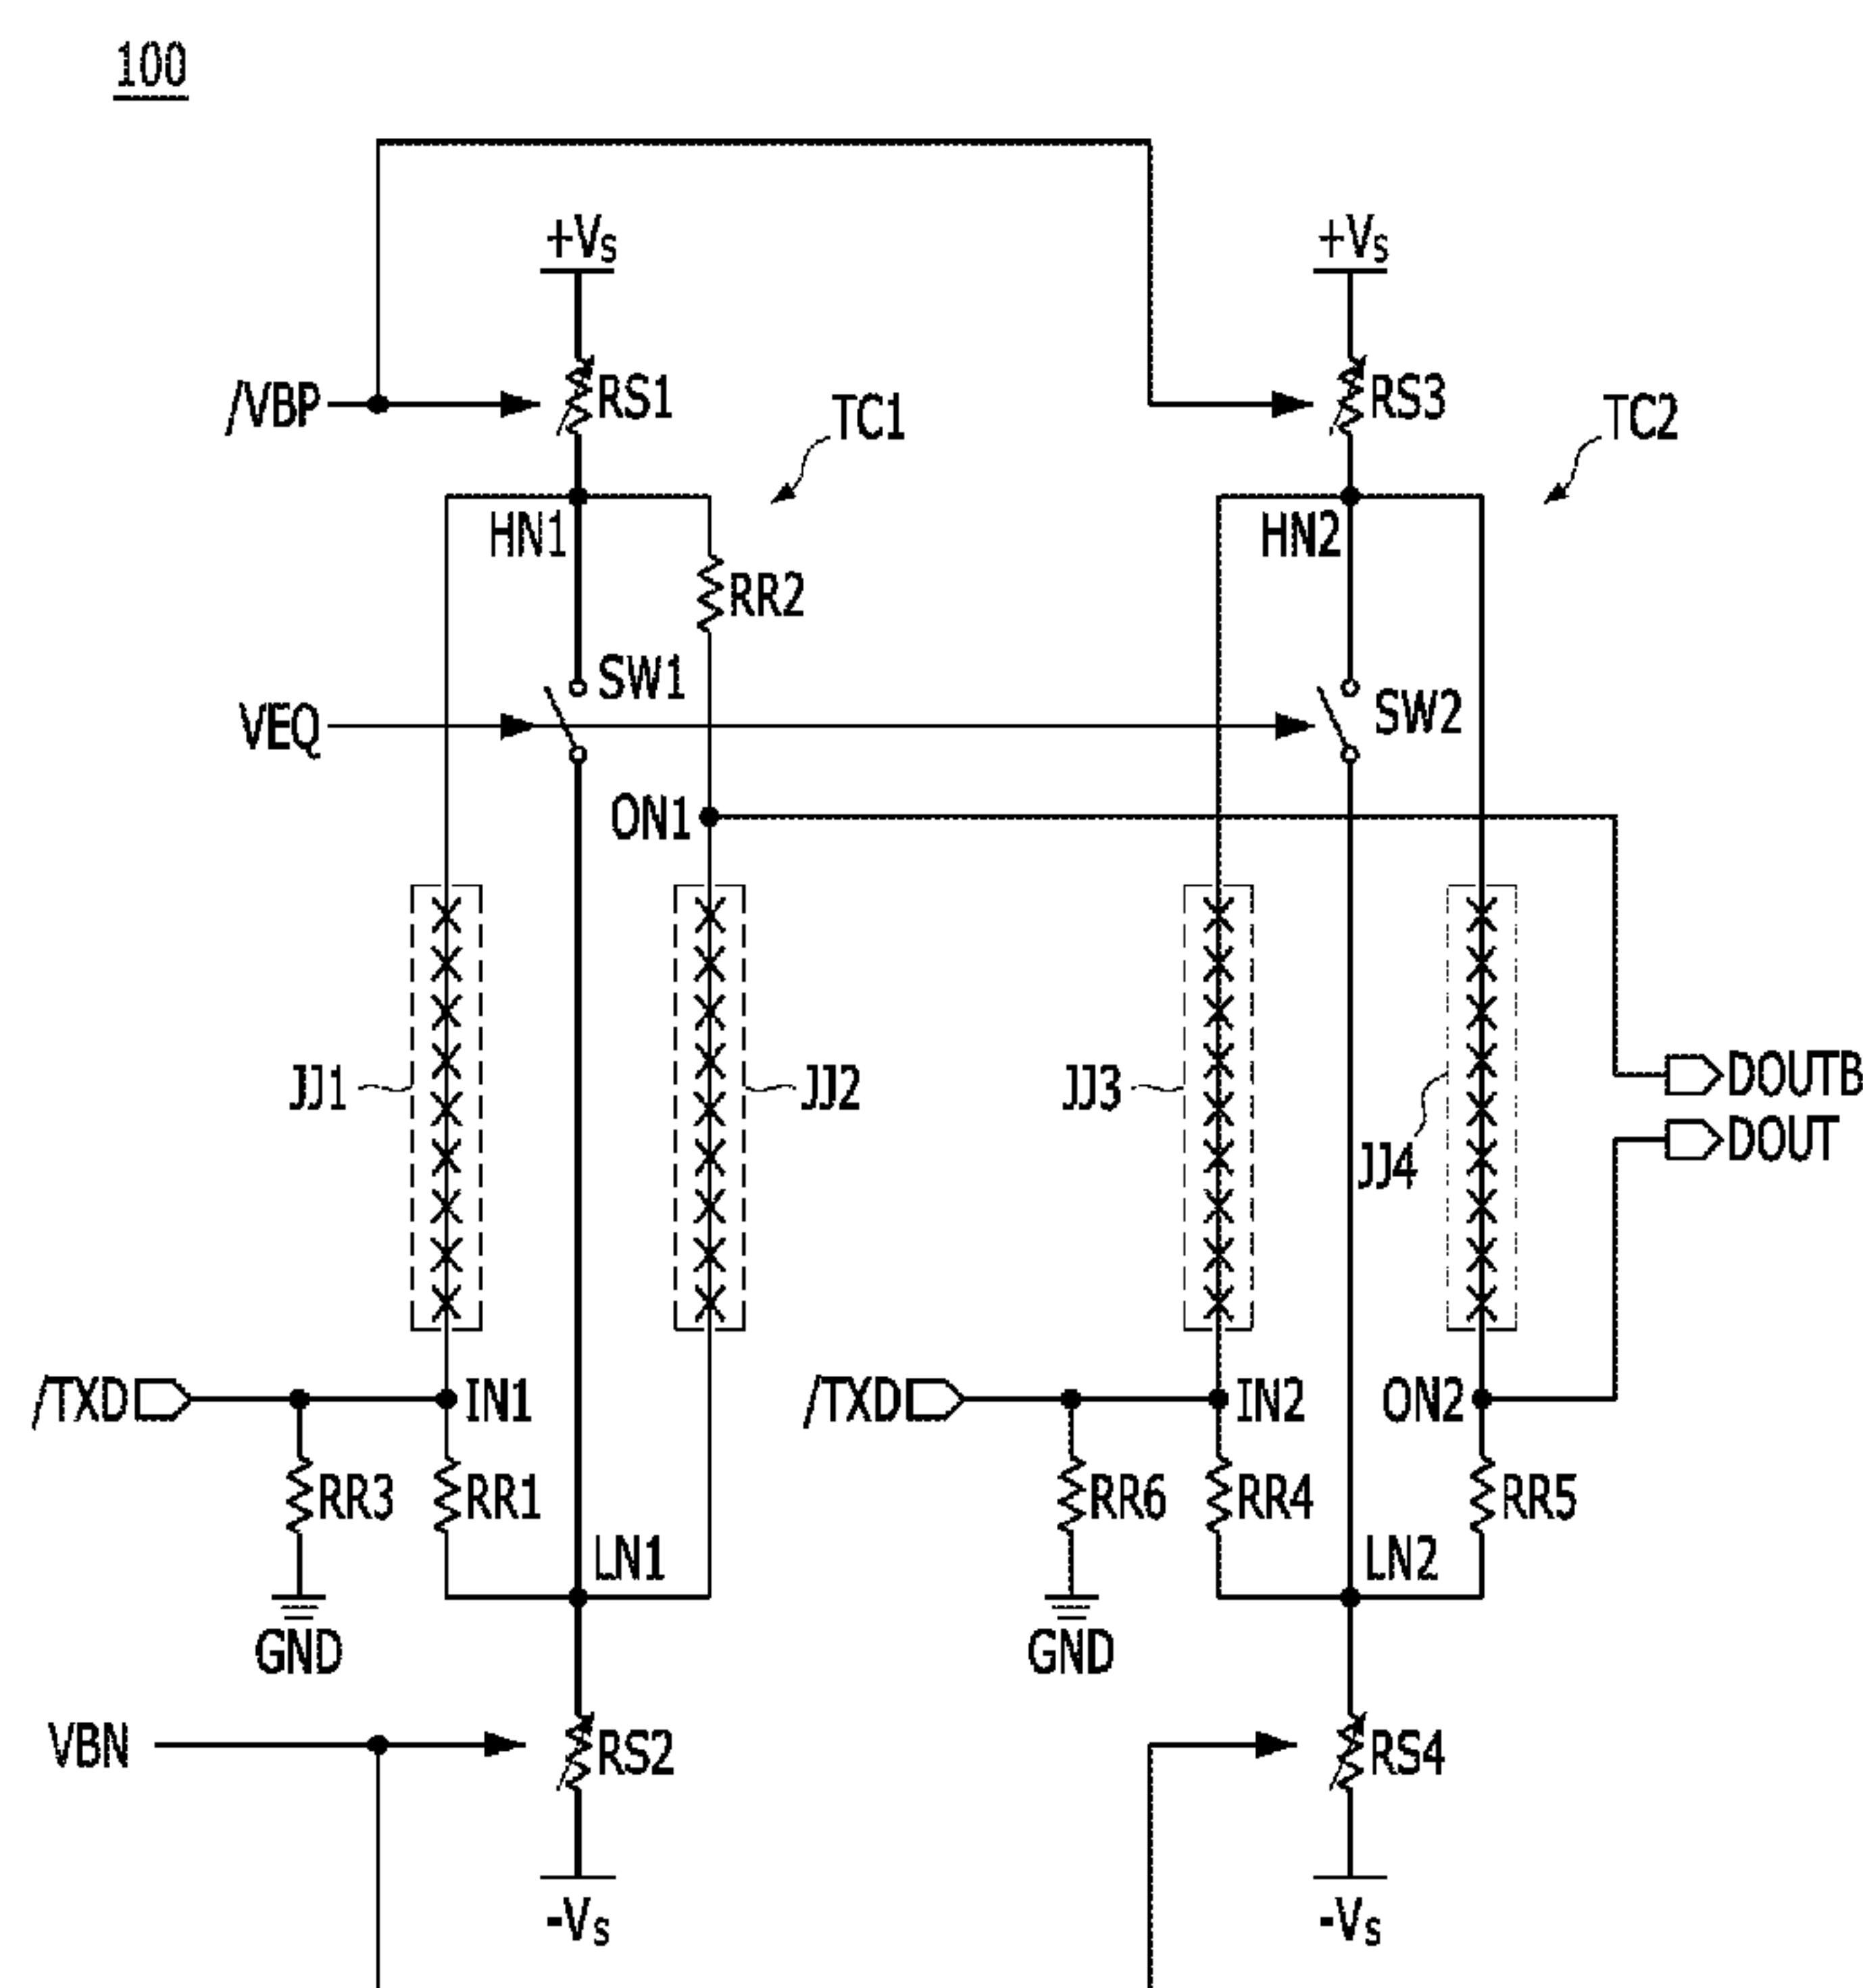 100
+Vs +Vs
/VBP RS1 TC1 RS3 TC2
HN1 HN2
RR2
SW1
VEQ SW2
ON1
JJ1 JJ2 JJ3 DOUTB
JJ4 DOUT
/TXD IN1 /TXD IN2 ON2
RR3 RR1 RR6 RR4 RR5
LN1 LN2
GND GND
VBN RS2 RS4
-Vs -Vs